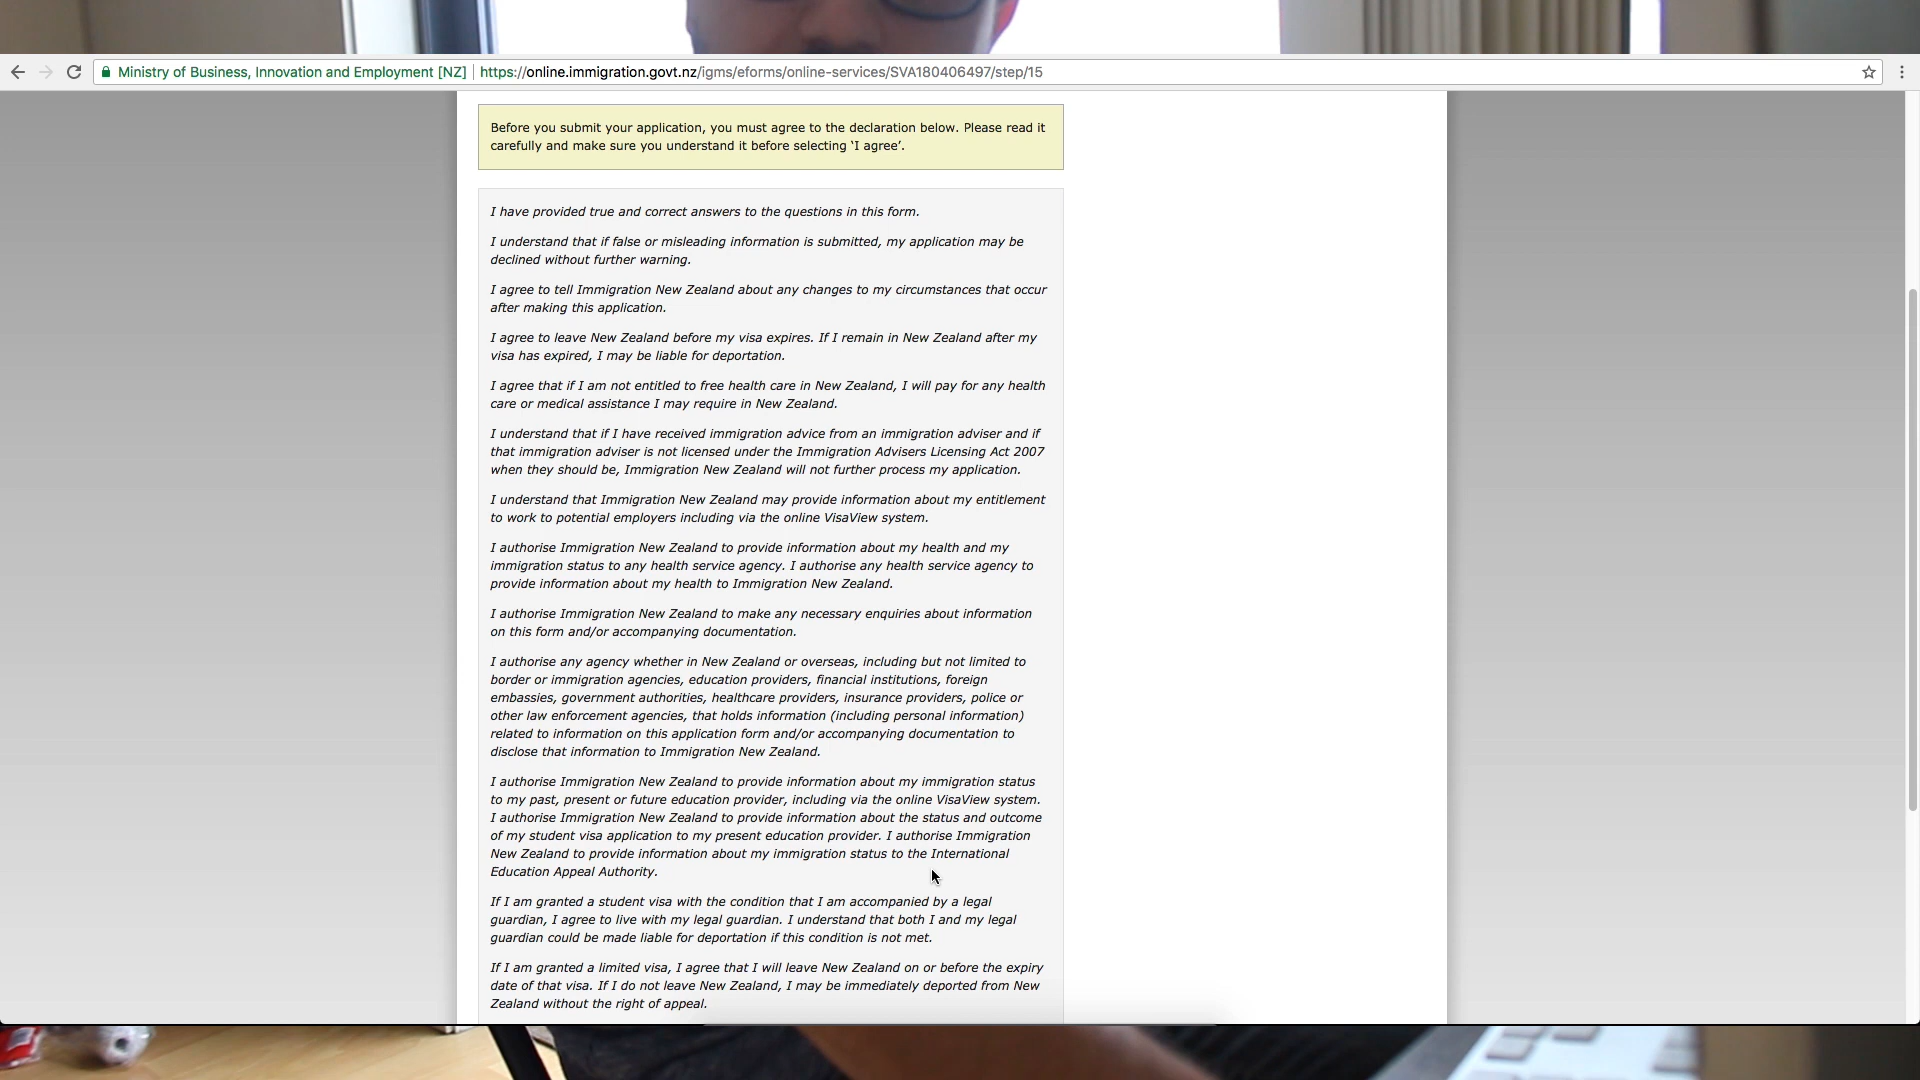 Ministry of Business, Innovation and Employment [NZ] https://online.immigration.govt.nz/igms/eforms/online-services/SVA180406497/step/15
Before you submit your application, you must agree to the declaration below. Please read it
carefully and make sure you understand it before selecting ‘I agree’.
I have provided true and correct answers to the questions in this form.
I understand that if false or misleading information is submitted, my application may be
declined without further warning.
I agree to tell Immigration New Zealand about any changes to my circumstances that occur
after making this application.
I agree to leave New Zealand before my visa expires. If I remain in New Zealand after my
visa has expired, I may be liable for deportation.
I agree that if I am not entitled to free health care in New Zealand, I will pay for any health
care or medical assistance I may require in New Zealand.
I understand that if I have received immigration advice from an immigration adviser and if
that immigration adviser is not licensed under the Immigration Advisers Licensing Act 2007
when they should be, Immigration New Zealand will not further process my application.
I understand that Immigration New Zealand may provide information about my entitlement
to work to potential employers including via the online VisaView system.
I authorise Immigration New Zealand to provide information about my health and my
immigration status to any health service agency. I authorise any health service agency to
provide information about my health to Immigration New Zealand.
I authorise Immigration New Zealand to make any necessary enquiries about information
on this form and/or accompanying documentation.
I authorise any agency whether in New Zealand or overseas, including but not limited to
border or immigration agencies, education providers, financial institutions, foreign
embassies, government authorities, healthcare providers, insurance providers, police or
other law enforcement agencies, that holds information (including personal information)
related to information on this application form and/or accompanying documentation to
disclose that information to Immigration New Zealand.
I authorise Immigration New Zealand to provide information about my immigration status
to my past, present or future education provider, including via the online VisaView system.
I authorise Immigration New Zealand to provide information about the status and outcome
of my student visa application to my present education provider. I authorise Immigration
New Zealand to provide information about my immigration status to the International
Education Appeal Authority.
If I am granted a student visa with the condition that I am accompanied by a legal
guardian, I agree to live with my legal guardian. I understand that both I and my legal
guardian could be made liable for deportation if this condition is not met.
If I am granted a limited visa, I agree that I will leave New Zealand on or before the expiry
date of that visa. If I do not leave New Zealand, I may be immediately deported from New
Zealand without the right of appeal.